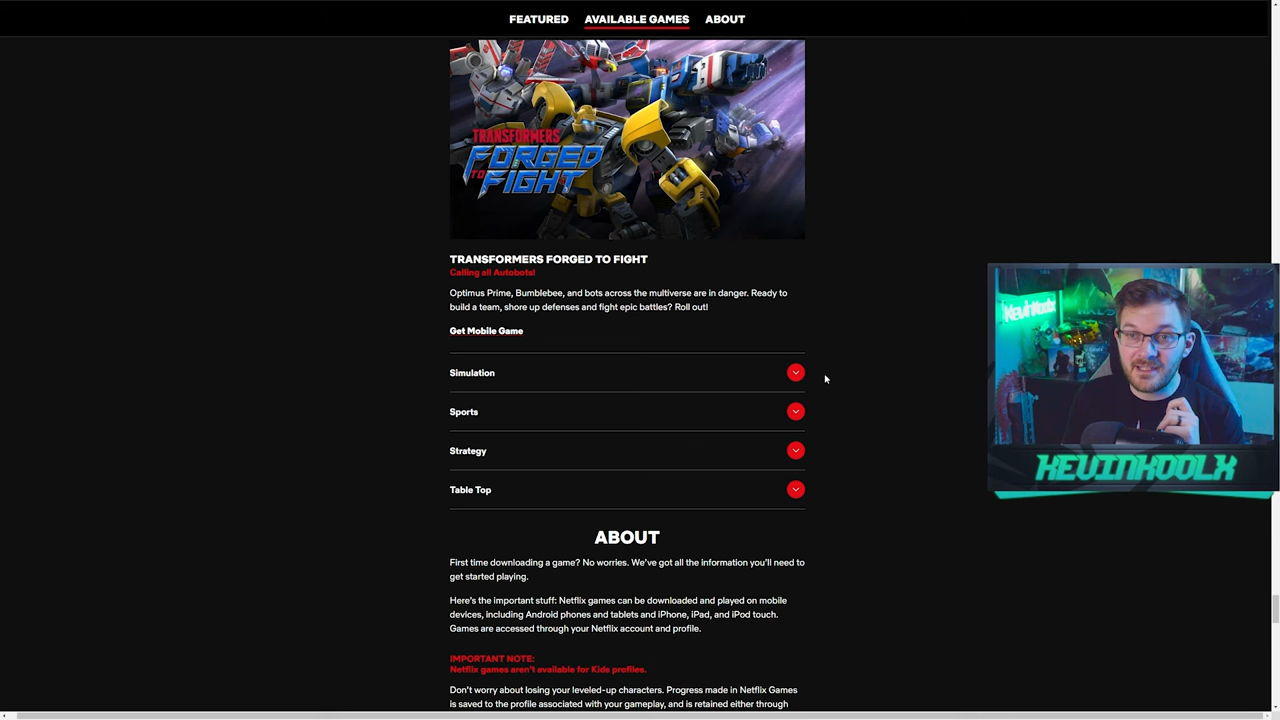 FEATURED AVAILABLE GAMES ABOUT
TRANSFORMERS
FORGED
TO FIGHT
TRANSFORMERS FORGED TO FIGHT
Calling all Autobots!
Optimus Prime, Bumblebee, and bots across the multiverse are in danger. Ready to
build a team, shore up defenses and fight epic battles? Roll out!
Get Mobile Game
Simulation
Sports
Strategy
Table Top
KevinKoolx
KEVINKOOLX
ABOUT
First time downloading a game? No worries. We've got all the information you'll need to
get started playing.
Here's the important stuff: Netflix games can be downloaded and played on mobile
devices, including Android phones and tablets and iPhone, iPad, and iPod touch.
Games are accessed through your Netflix account and profile.
IMPORTANT NOTE:
Netflix games aren't available for Kids profiles.
Don't worry about losing your leveled-up characters. Progress made in Netflix Games
is saved to the profile associated with your gameplay, and is retained either through